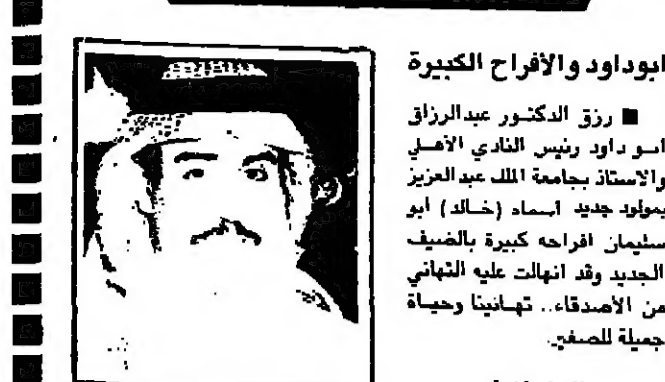 ابوداود والأفراح الكبيرة
رزق الدكتور عبدالرزاق
ابو داود رئيس النادي الأهلي
والاستاذ بجامعة الملك عبدالعزيز
بمولود جديد اسماه (خالد) أبو
سليمان افراحه كبيرة بالضيف
الجديد وقد انهالت عليه التهاني
من الأصدقاء.. تهانينا وحياة
جميلة للصغير.